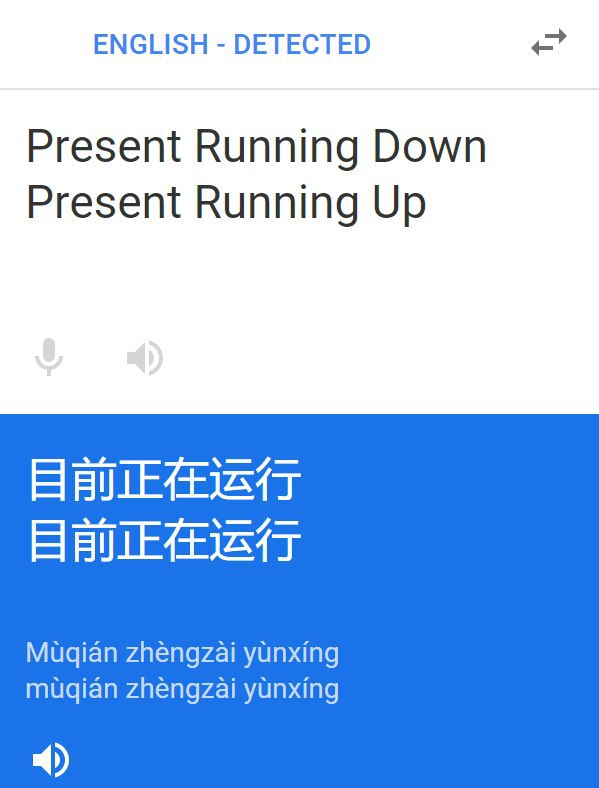 ENGLISH - DETECTED
Present Running Down
Present Running Up
目前正在运行
目前正在运行
Mùqián zhèngzài yùnxíng
mùqián zhèngzài yùnxíng